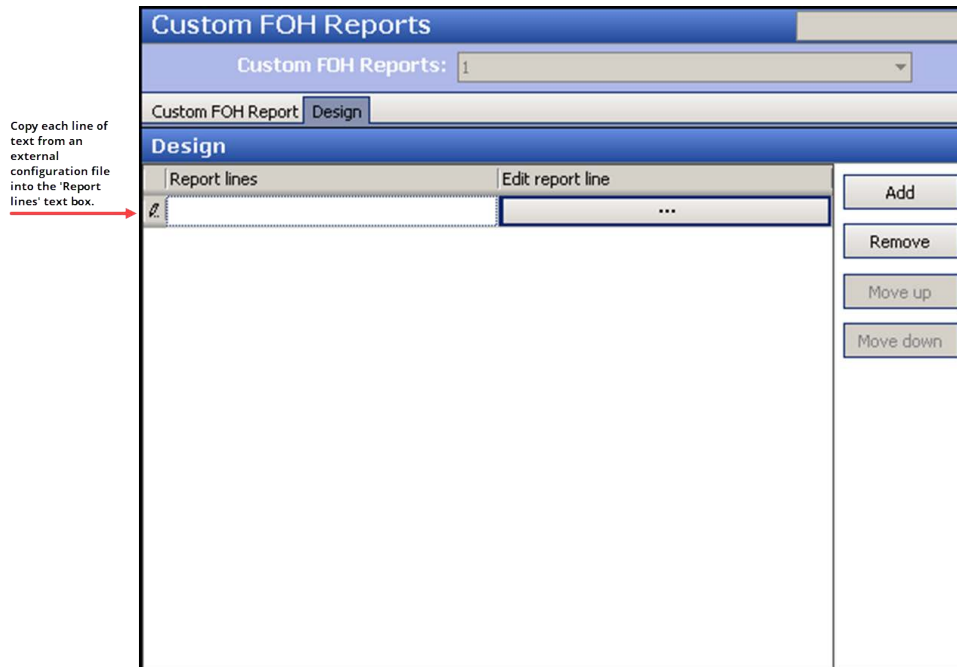 Custom FOH Reports
Custom FOH Reports: 1
Custom FOH Report Design
Copy each line of
text from an
external
configuration file
into the 'Report
lines' text box.
Design
Report lines Edit report line
...
Add
Remove
Move up
Move down